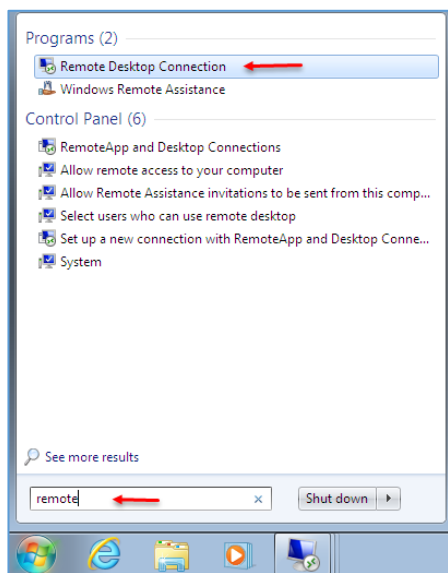 Programs (2)
Remote Desktop Connection
Windows Remote Assistance
Control Panel (6)
RemoteApp and Desktop Connections
Allow remote access to your computer
Allow Remote Assistance invitations to be sent from this comp...
Select users who can use remote desktop
Set up a new connection with RemoteApp and Desktop Conne...
System
See more results
remote
Shut down